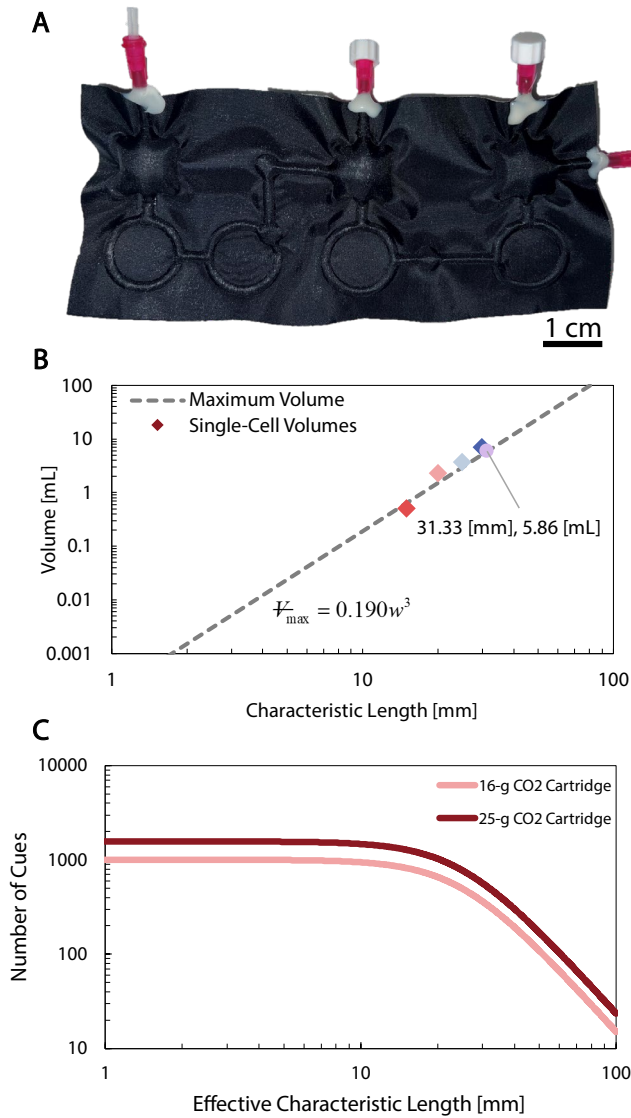 A
1 cm
B
100
10
1
0.1
0.01
0.001
Volume [mL]
Maximum Volume
Single-Cell Volumes
31.33 [mm], 5.86 [mL]
V̶max = 0.190w³
1
10
100
Characteristic Length [mm]
C
10000
1000
100
10
Number of Cues
16-g CO2 Cartridge
25-g CO2 Cartridge
1
10
100
Effective Characteristic Length [mm]